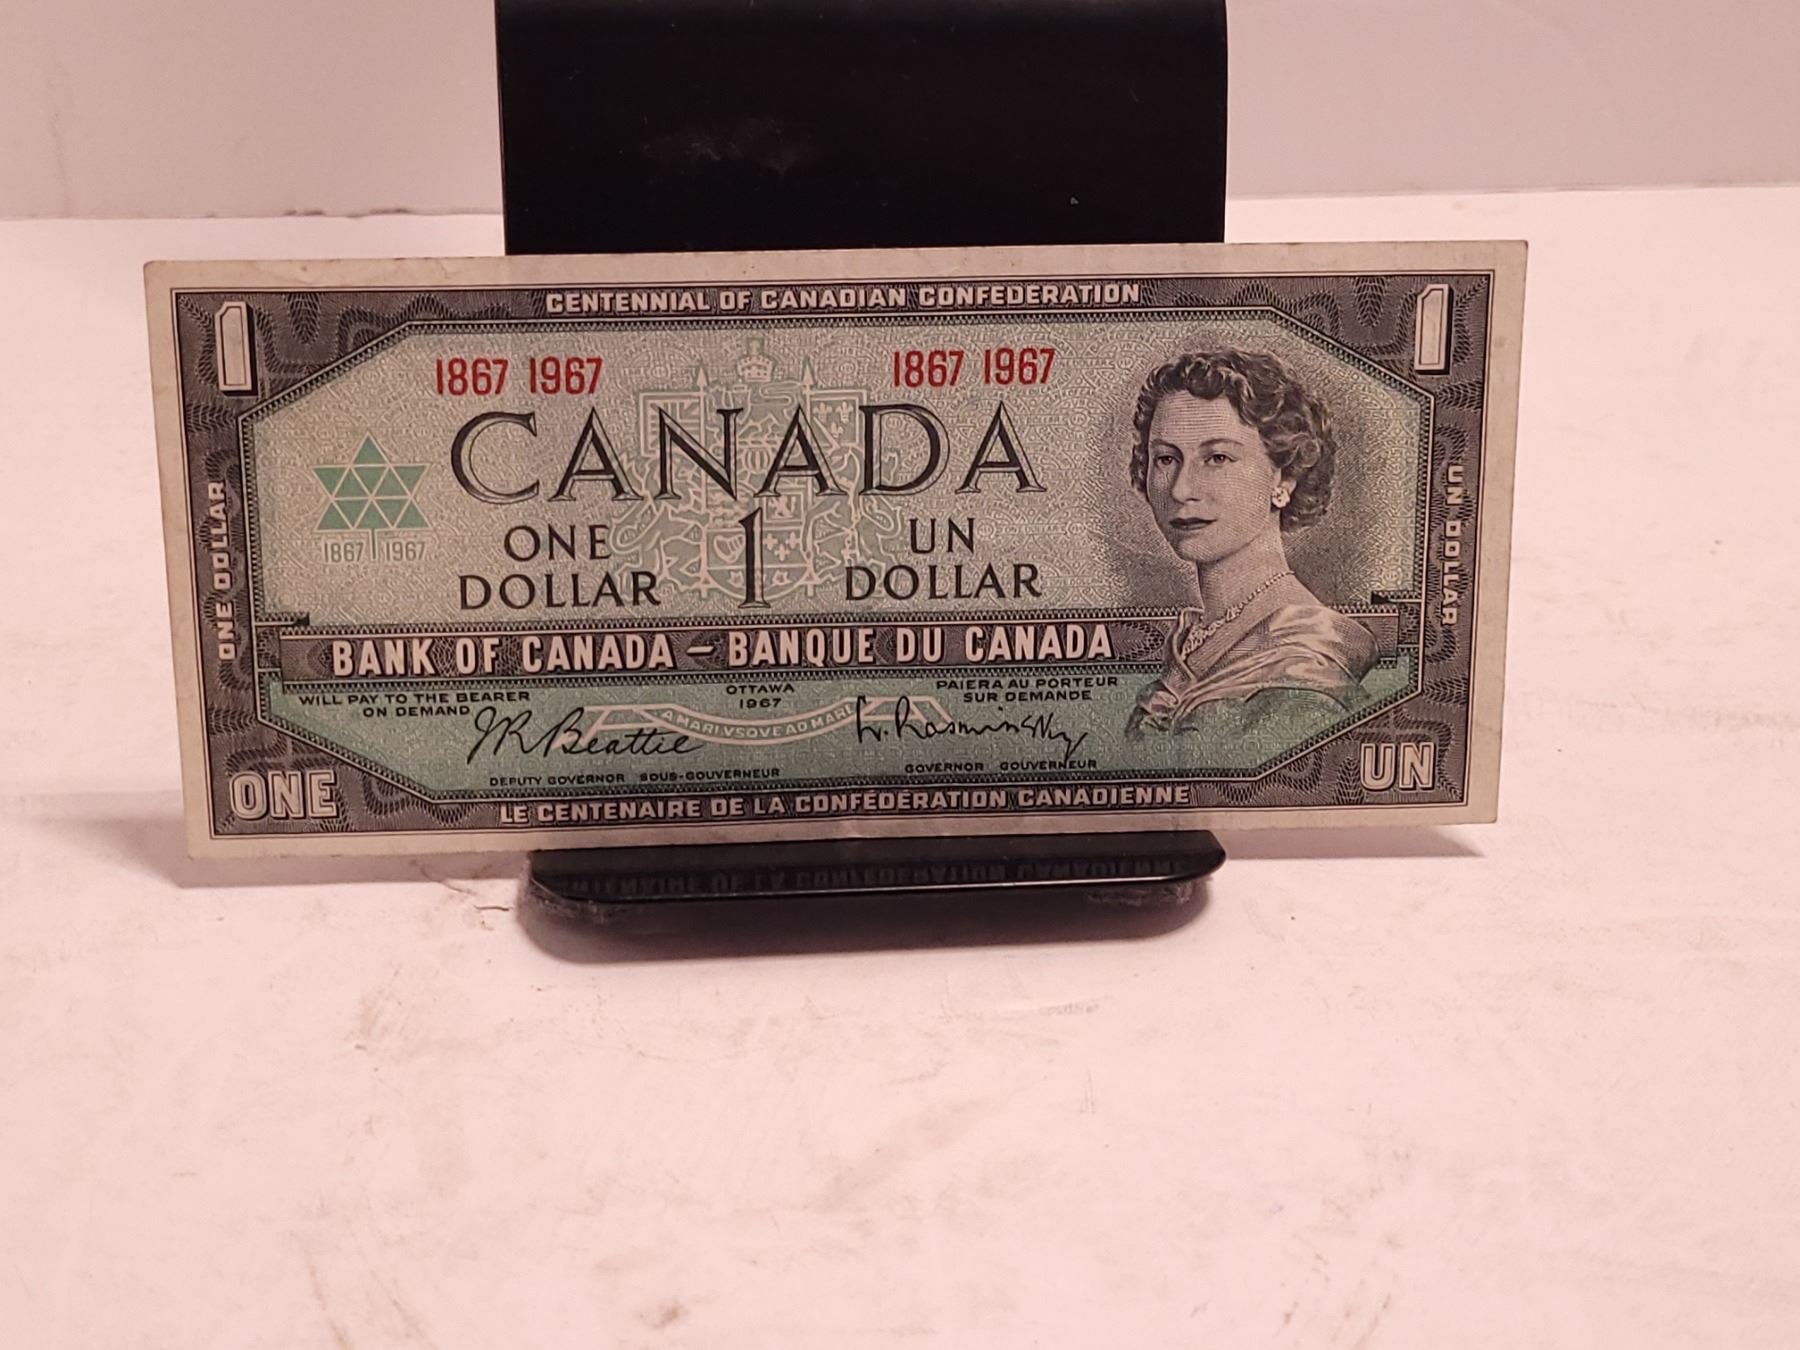 CENTENNIAL OF CANADIAN CONFEDERATION
1 1
1867 1967 1867 1967
CANADA
1867 1967
ONE DOLLAR 1 UN DOLLAR
ONE DOLLAR
UN DOLLAR
BANK OF CANADA – BANQUE DU CANADA
WILL PAY TO THE BEARER
ON DEMAND
OTTAWA
1967
PAIERA AU PORTEUR
SUR DEMANDE
A MARI VSQVE AD MARE
J R Beattie
L. Rasminsky
DEPUTY GOVERNOR SOUS-GOUVERNEUR
GOVERNOR GOUVERNEUR
ONE UN
LE CENTENAIRE DE LA CONFÉDÉRATION CANADIENNE